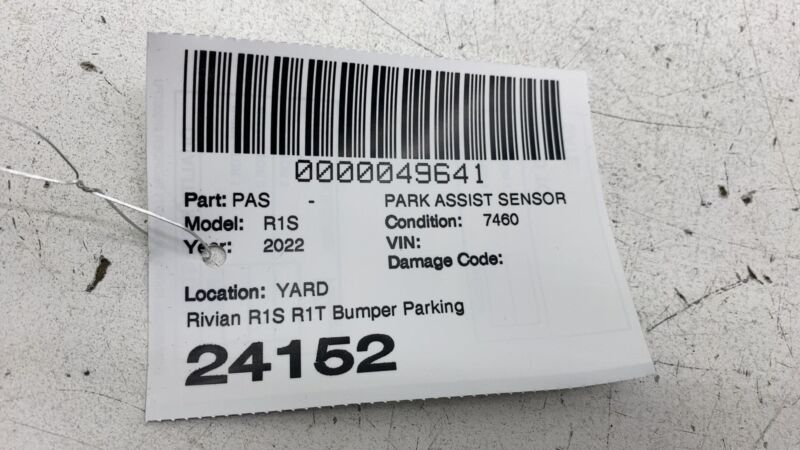 0000049641
Part: PAS - PARK ASSIST SENSOR
Model: R1S Condition: 7460
Year: 2022 VIN:
Damage Code:
Location: YARD
Rivian R1S R1T Bumper Parking
24152